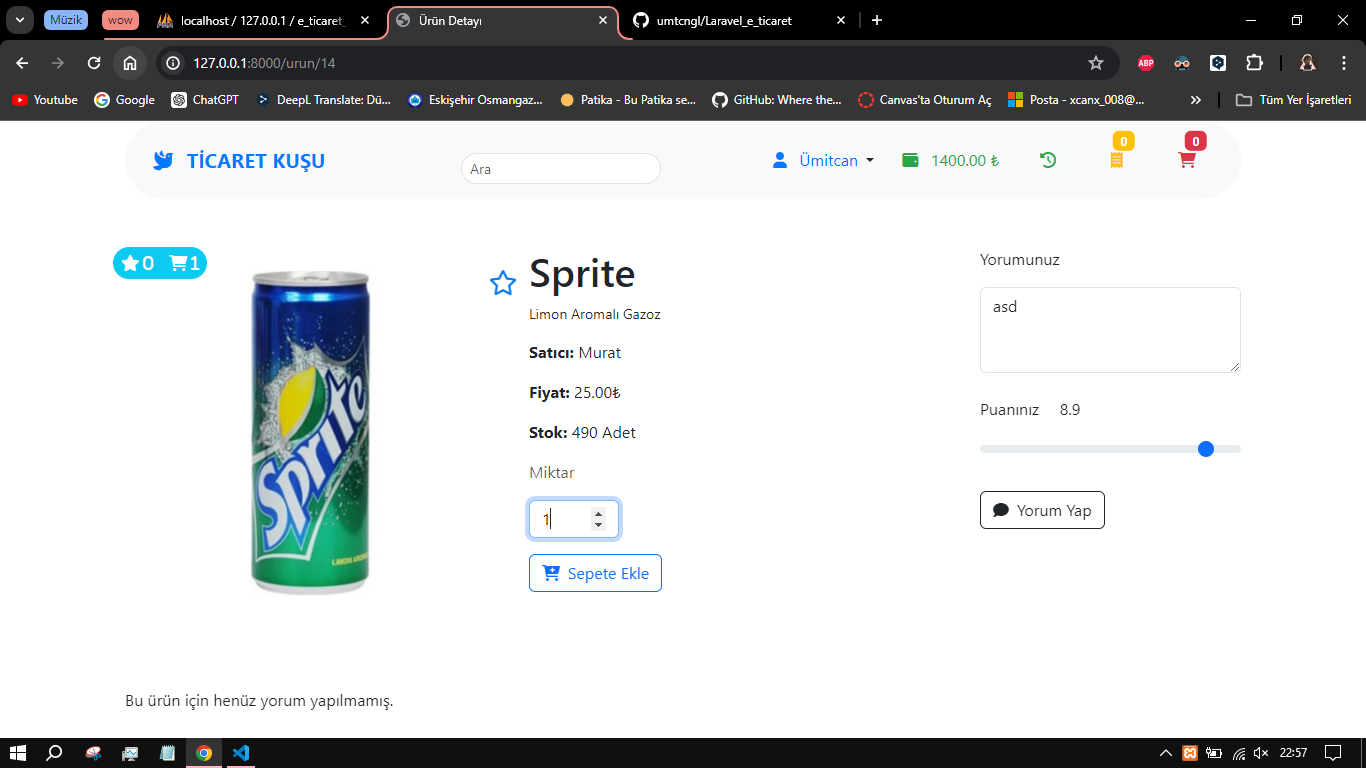 Müzik
wow
localhost / 127.0.0.1 / e_ticaret_
Ürün Detayı
umtcngl/Laravel_e_ticaret
127.0.0.1:8000/urun/14
ABP
Youtube
Google
ChatGPT
DeepL Translate: Dü...
Eskişehir Osmangaz...
Patika - Bu Patika se...
GitHub: Where the...
Canvas'ta Oturum Aç
Posta - xcanx_008@...
Tüm Yer İşaretleri
TİCARET KUŞU
Ara
Ümitcan
1400.00 ₺
0
0
0
1
Sprite
LIMON AROMALI
Sprite
Limon Aromalı Gazoz
Satıcı: Murat
Fiyat: 25.00₺
Stok: 490 Adet
Miktar
1
Sepete Ekle
Yorumunuz
asd
Puanınız 8.9
Yorum Yap
Bu ürün için henüz yorum yapılmamış.
22:57